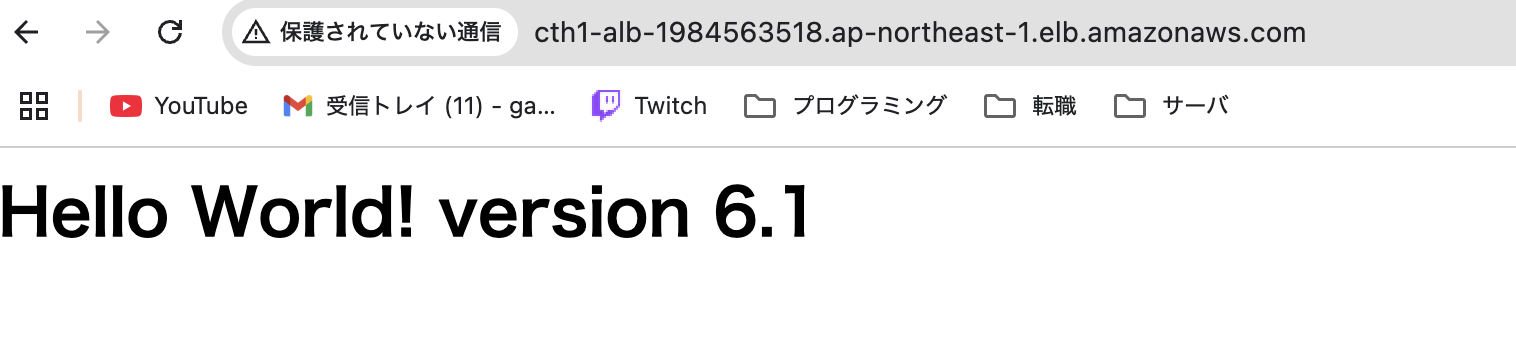 保護されていない通信 cth1-alb-1984563518.ap-northeast-1.elb.amazonaws.com
YouTube 受信トレイ (11) - ga... Twitch プログラミング 転職 サーバ
Hello World! version 6.1